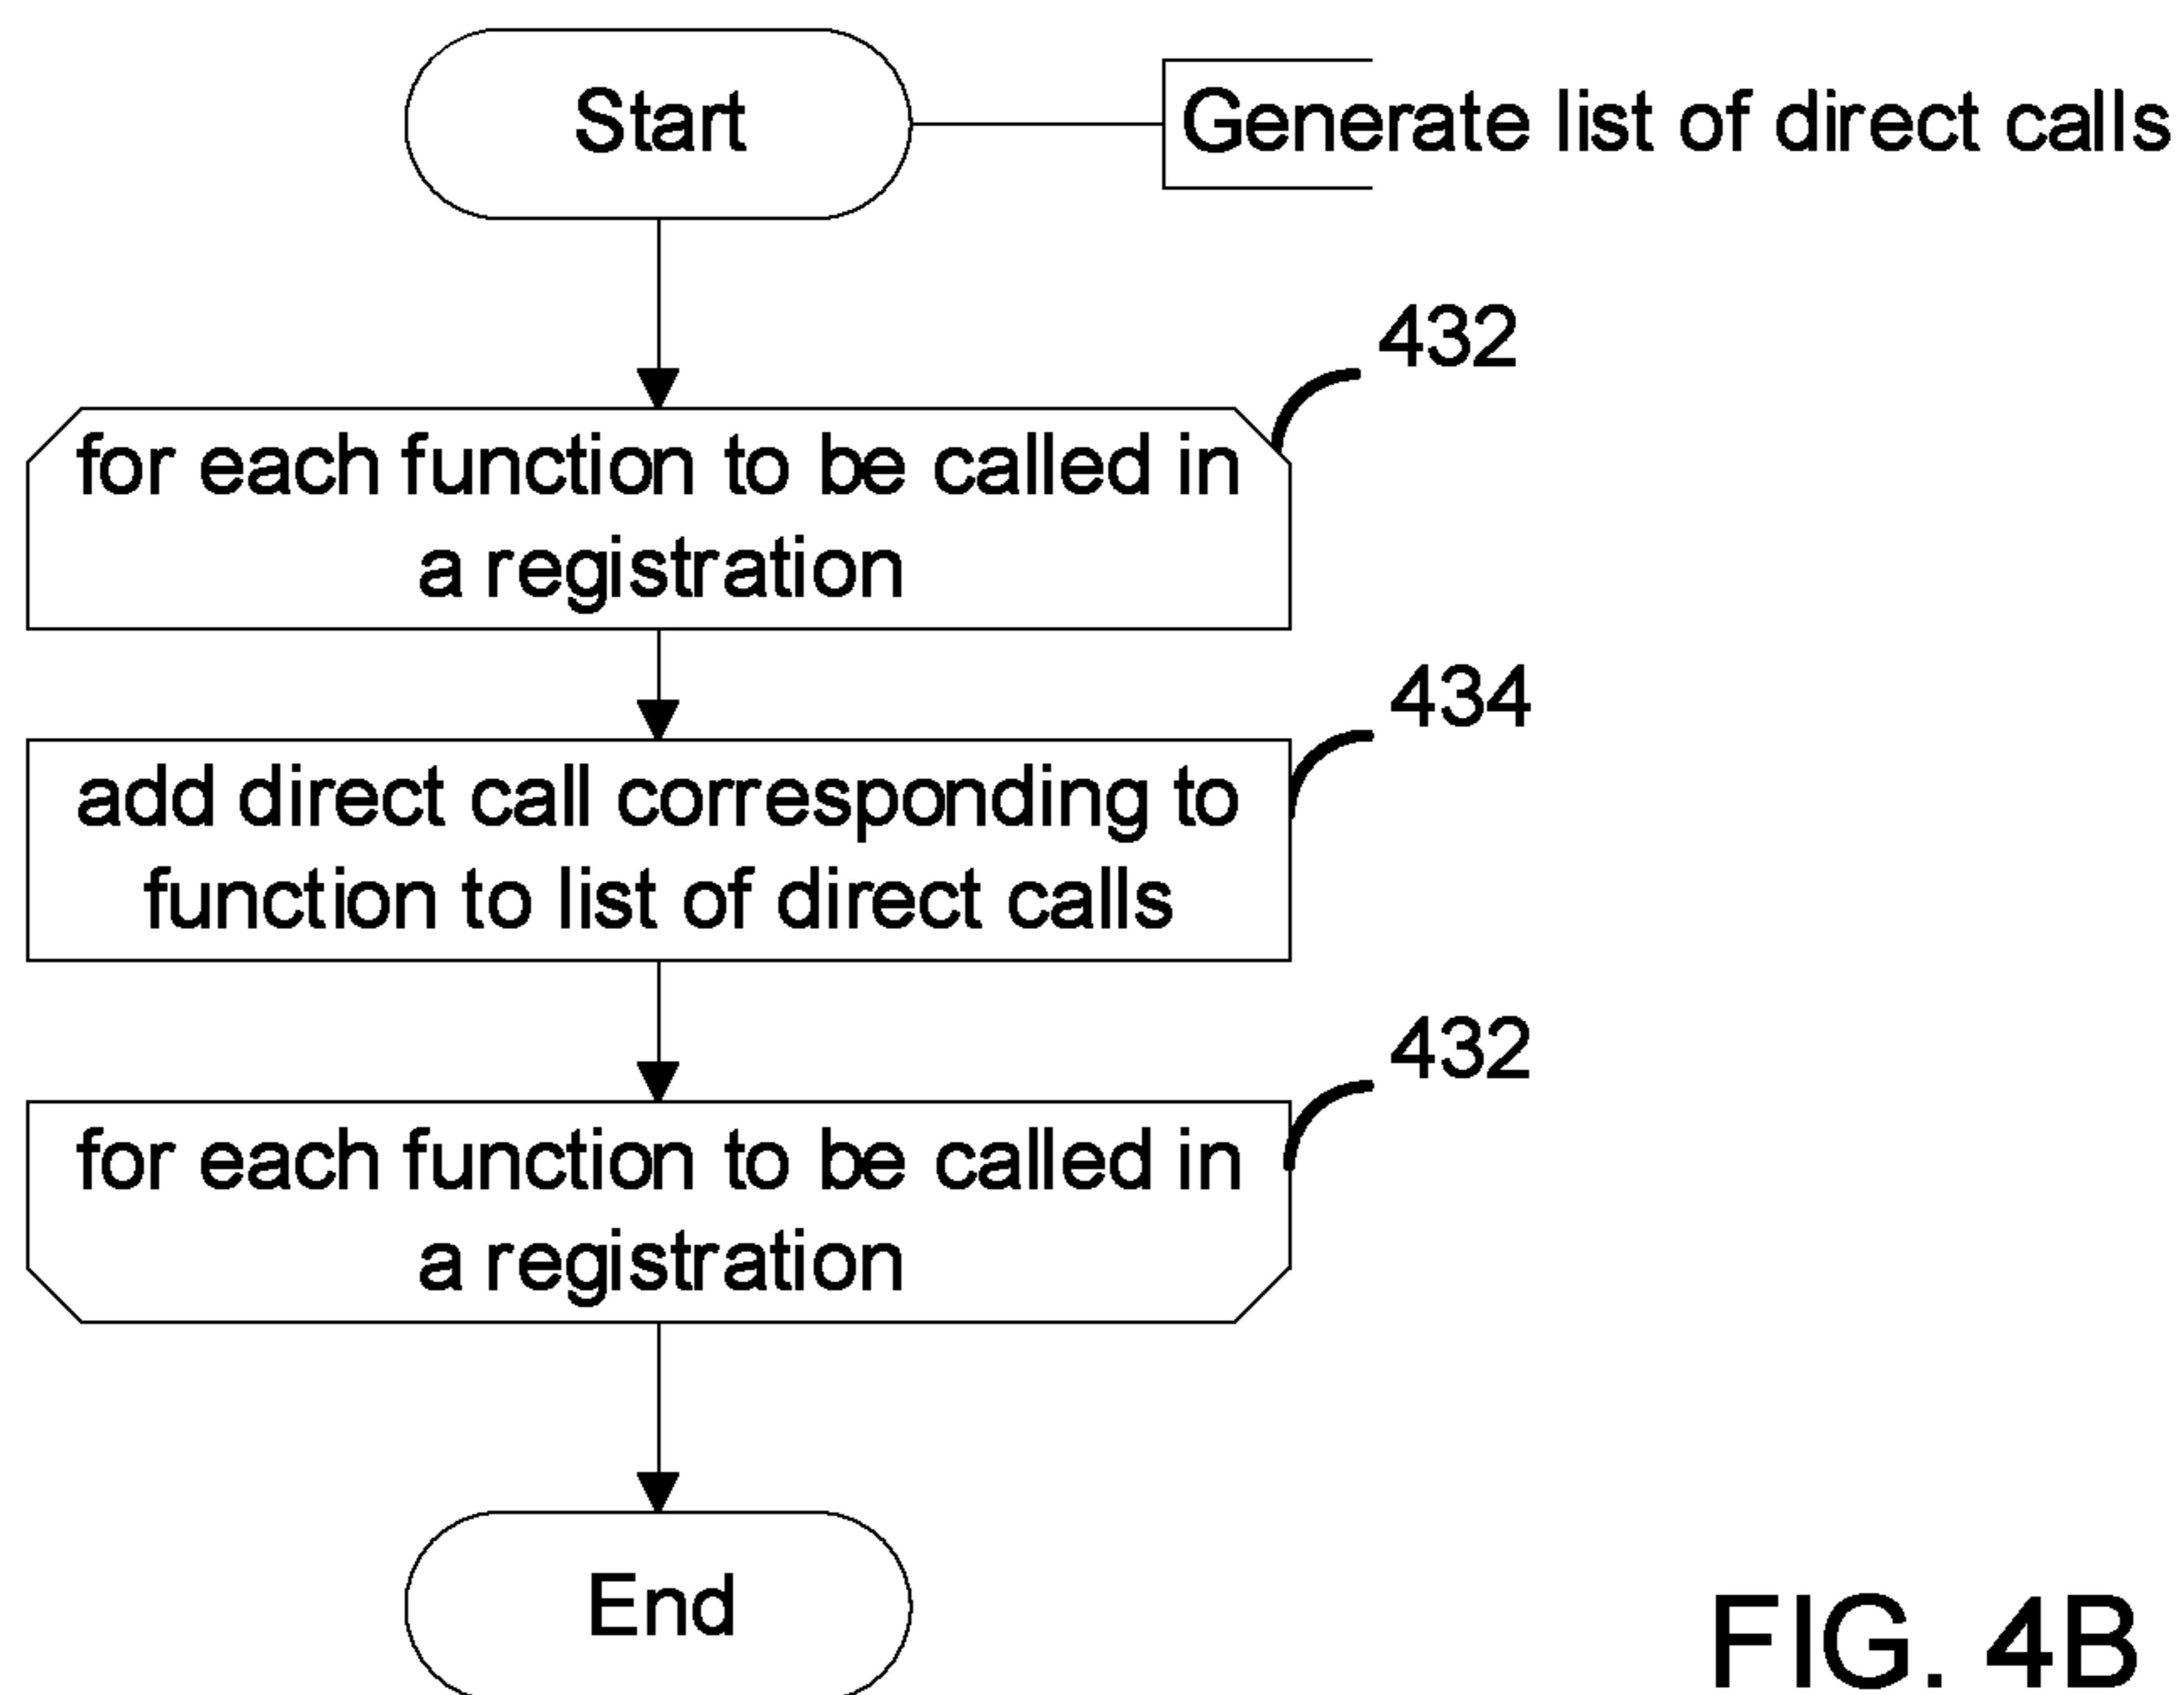 Start
Generate list of direct calls
432
for each function to be called in
a registration
434
add direct call corresponding to
function to list of direct calls
432
for each function to be called in
a registration
End
FIG. 4B